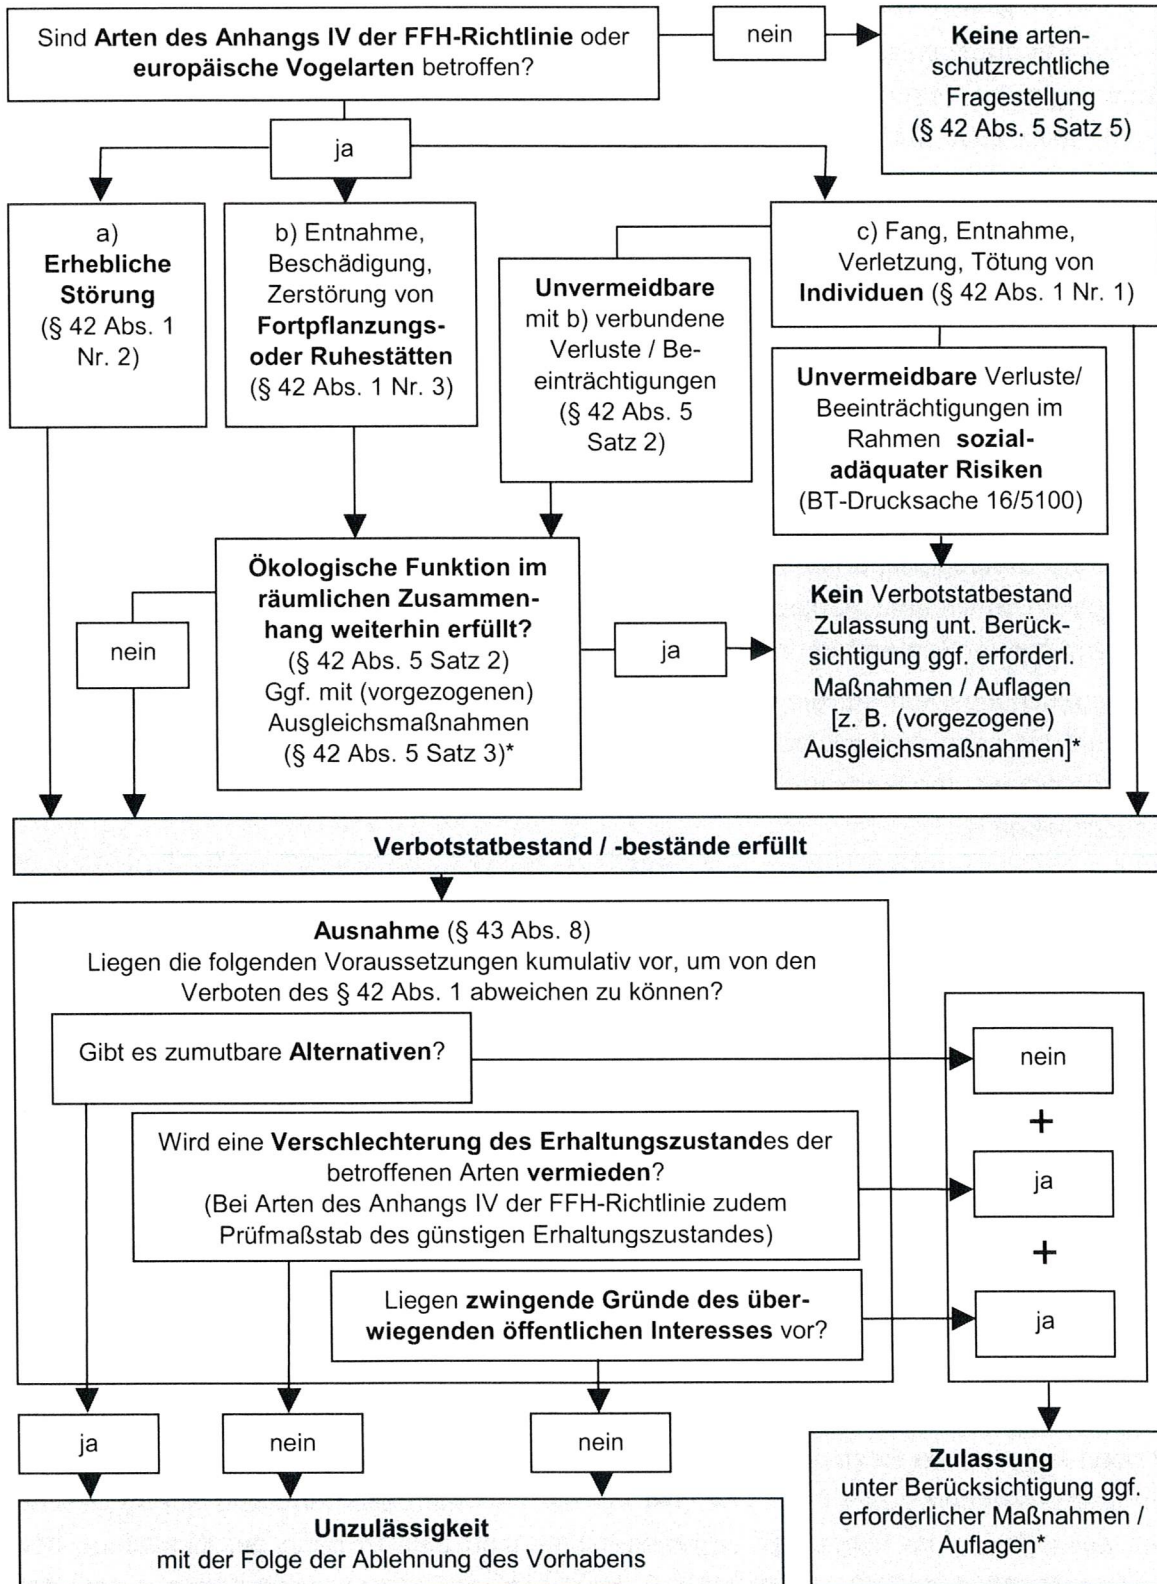 Sind Arten des Anhangs IV der FFH-Richtlinie oder
europäische Vogelarten betroffen?
nein
Keine arten-
schutzrechtliche
Fragestellung
(§ 42 Abs. 5 Satz 5)
ja
a)
Erhebliche
Störung
(§ 42 Abs. 1
Nr. 2)
b) Entnahme,
Beschädigung,
Zerstörung von
Fortpflanzungs-
oder Ruhestätten
(§ 42 Abs. 1 Nr. 3)
Unvermeidbare
mit b) verbundene
Verluste / Be-
einträchtigungen
(§ 42 Abs. 5
Satz 2)
c) Fang, Entnahme,
Verletzung, Tötung von
Individuen (§ 42 Abs. 1 Nr. 1)
Unvermeidbare Verluste/
Beeinträchtigungen im
Rahmen sozial-
adäquater Risiken
(BT-Drucksache 16/5100)
Ökologische Funktion im
räumlichen Zusammen-
hang weiterhin erfüllt?
(§ 42 Abs. 5 Satz 2)
Ggf. mit (vorgezogenen)
Ausgleichsmaßnahmen
(§ 42 Abs. 5 Satz 3)*
nein
ja
Kein Verbotstatbestand
Zulassung unt. Berück-
sichtigung ggf. erforderl.
Maßnahmen / Auflagen
[z. B. (vorgezogene)
Ausgleichsmaßnahmen]*
Verbotstatbestand / -bestände erfüllt
Ausnahme (§ 43 Abs. 8)
Liegen die folgenden Voraussetzungen kumulativ vor, um von den
Verboten des § 42 Abs. 1 abweichen zu können?
Gibt es zumutbare Alternativen?
nein
+
Wird eine Verschlechterung des Erhaltungszustandes der
betroffenen Arten vermieden?
(Bei Arten des Anhangs IV der FFH-Richtlinie zudem
Prüfmaßstab des günstigen Erhaltungszustandes)
ja
+
Liegen zwingende Gründe des über-
wiegenden öffentlichen Interesses vor?
ja
ja
nein
nein
Unzulässigkeit
mit der Folge der Ablehnung des Vorhabens
Zulassung
unter Berücksichtigung ggf.
erforderlicher Maßnahmen /
Auflagen*